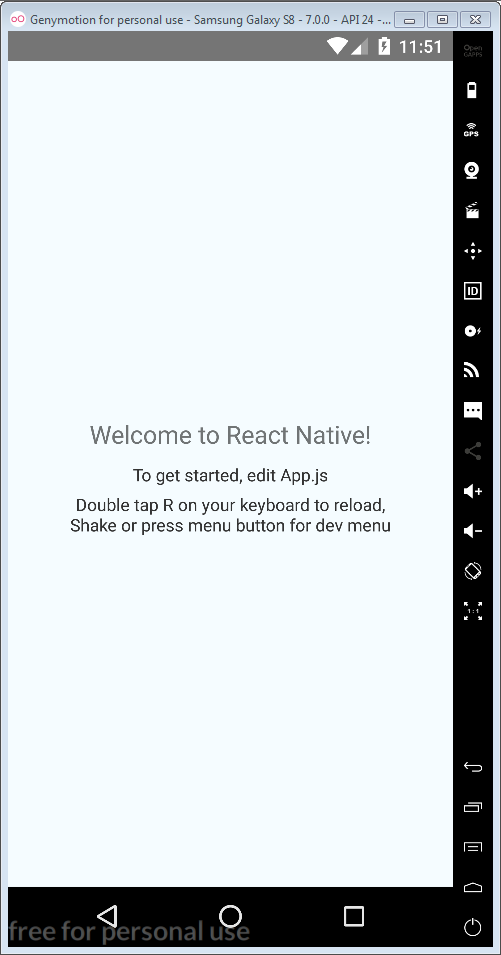 Genymotion for personal use - Samsung Galaxy S8 - 7.0.0 - API 24 -...
11:51
Open
GAPPS
GPS
ID
Welcome to React Native!
To get started, edit App.js
Double tap R on your keyboard to reload,
Shake or press menu button for dev menu
1:1
free for personal use